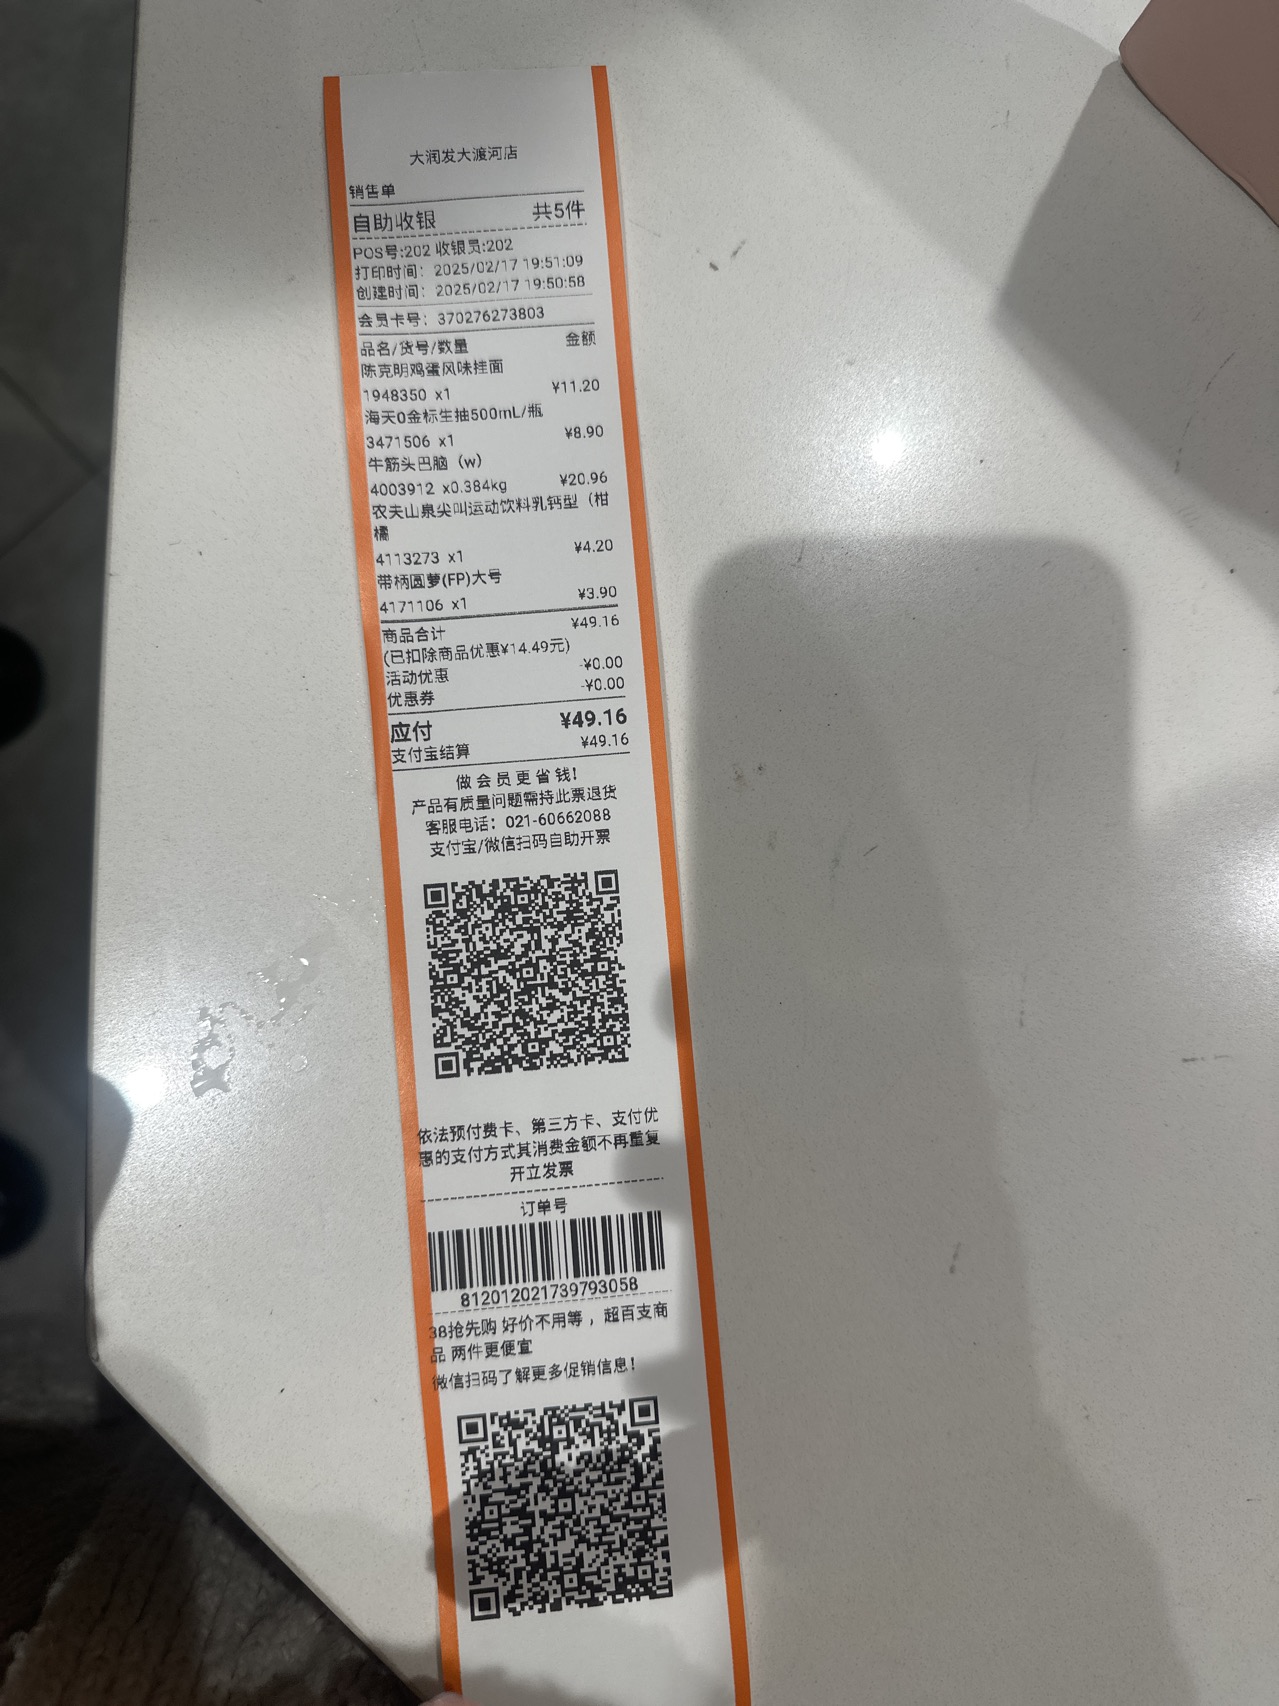 大润发大渡河店
销售单
自助收银 共5件
POS号:202 收银员:202
打印时间：2025/02/17 19:51:09
创建时间：2025/02/17 19:50:58
会员卡号：370276273803
品名/货号/数量 金额
陈克明鸡蛋风味挂面
1948350 x1 ¥11.20
海天0金标生抽500mL/瓶
3471506 x1 ¥8.90
牛筋头巴脑（w）
4003912 x0.384kg ¥20.96
农夫山泉尖叫运动饮料乳钙型（柑
橘
4113273 x1 ¥4.20
带柄圆萝(FP)大号
4171106 x1 ¥3.90
商品合计 ¥49.16
(已扣除商品优惠¥14.49元)
活动优惠 -¥0.00
优惠券 -¥0.00
应付 ¥49.16
支付宝结算 ¥49.16
做会员更省钱！
产品有质量问题需持此票退货
客服电话：021-60662088
支付宝/微信扫码自助开票
依法预付费卡、第三方卡、支付优
惠的支付方式其消费金额不再重复
开立发票
订单号
812012021739793058
38抢先购 好价不用等，超百支商
品 两件更便宜
微信扫码了解更多促销信息！